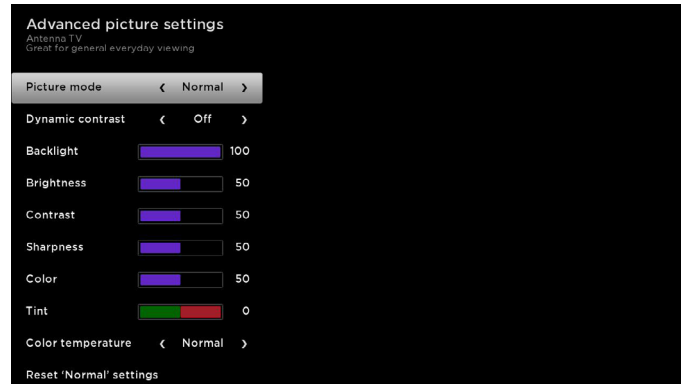 Advanced picture settings
Antenna TV
Great for general everyday viewing
Picture mode ‹ Normal ›
Dynamic contrast ‹ Off ›
Backlight 100
Brightness 50
Contrast 50
Sharpness 50
Color 50
Tint 0
Color temperature ‹ Normal ›
Reset ‘Normal’ settings